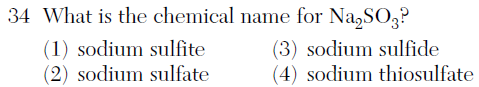 34 What is the chemical name for Na₂SO₃?
(1) sodium sulfite (3) sodium sulfide
(2) sodium sulfate (4) sodium thiosulfate